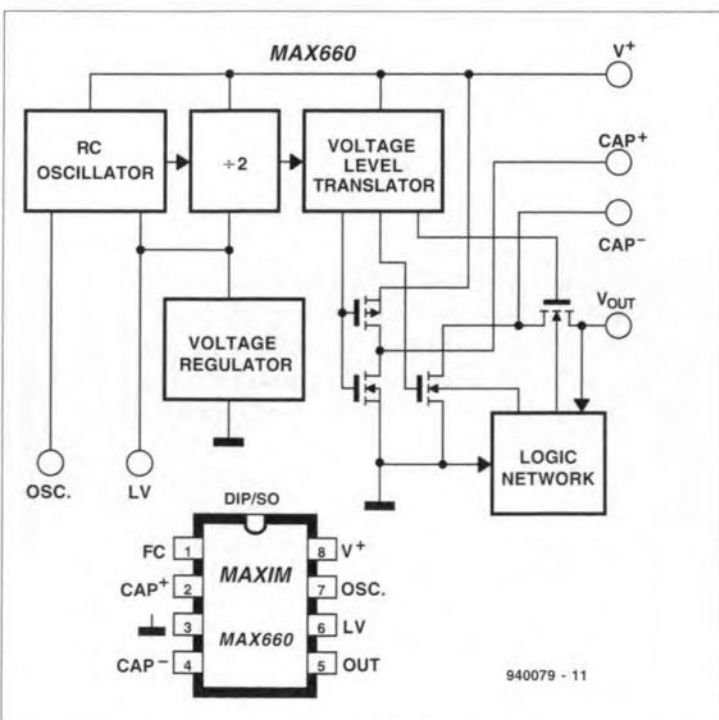 MAX660
V+
RC
OSCILLATOR
÷2
VOLTAGE
LEVEL
TRANSLATOR
CAP+
CAP-
VOUT
VOLTAGE
REGULATOR
LOGIC
NETWORK
OSC.
LV
DIP/SO
FC 1
CAP+ 2
3
CAP- 4
MAXIM
MAX660
8 V+
7 OSC.
6 LV
5 OUT
940079 - 11